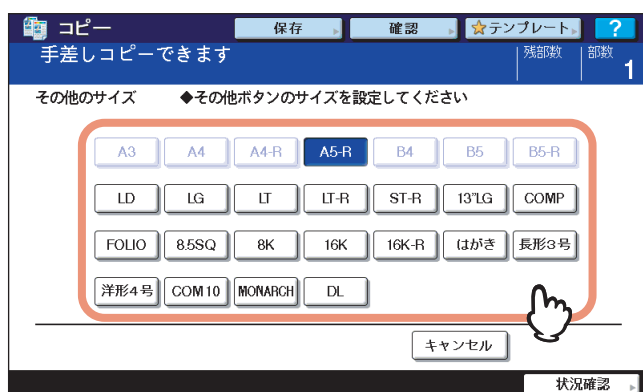 コピー 保存 確認 テンプレート ?
手差しコピーできます 残部数 部数 1
その他のサイズ ◆その他ボタンのサイズを設定してください
A3 A4 A4-R A5-R B4 B5 B5-R
LD LG LT LT-R ST-R 13"LG COMP
FOLIO 8.5SQ 8K 16K 16K-R はがき 長形3号
洋形4号 COM10 MONARCH DL
キャンセル
状況確認